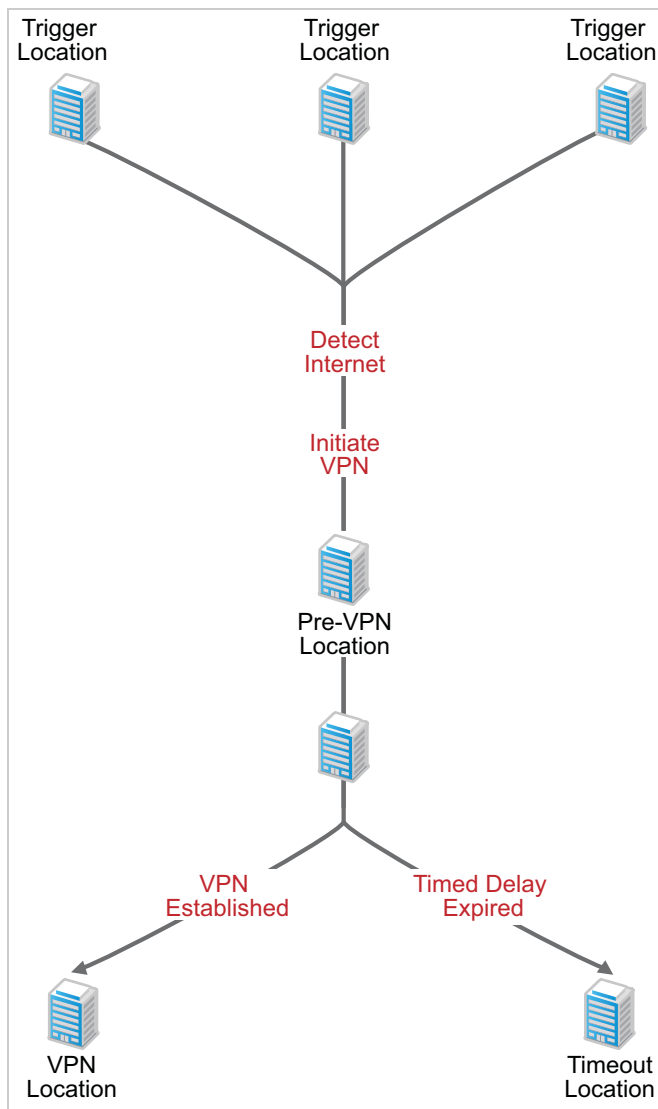 Trigger
Location
Trigger
Location
Trigger
Location
Detect
Internet
Initiate
VPN
Pre-VPN
Location
VPN
Established
Timed Delay
Expired
VPN
Location
Timeout
Location